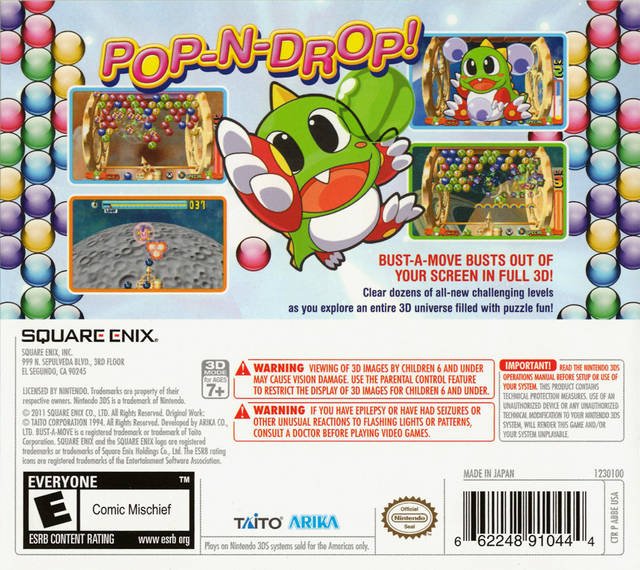 POP-N-DROP!
037
BUST-A-MOVE BUSTS OUT OF
YOUR SCREEN IN FULL 3D!
Clear dozens of all-new challenging levels
as you explore an entire 3D universe filled with puzzle fun!
SQUARE ENIX.
SQUARE ENIX, INC.
999 N. SEPULVEDA BLVD., 3RD FLOOR
EL SEGUNDO, CA 90245
LICENSED BY NINTENDO. Trademarks are property of their
respective owners. Nintendo 3DS is a trademark of Nintendo.
© 2011 SQUARE ENIX CO., LTD. All Rights Reserved. Original Work:
© TAITO CORPORATION 1994. All Rights Reserved. Developed by ARIKA CO.,
LTD. BUST-A-MOVE is a registered trademark or trademark of Taito
Corporation. SQUARE ENIX and the SQUARE ENIX logo are registered
trademarks or trademarks of Square Enix Holdings Co., Ltd. The ESRB rating
icons are registered trademarks of the Entertainment Software Association.
3D
MODE
for AGES
7+
WARNING VIEWING OF 3D IMAGES BY CHILDREN 6 AND UNDER
MAY CAUSE VISION DAMAGE. USE THE PARENTAL CONTROL FEATURE
TO RESTRICT THE DISPLAY OF 3D IMAGES FOR CHILDREN 6 AND UNDER.
WARNING IF YOU HAVE EPILEPSY OR HAVE HAD SEIZURES OR
OTHER UNUSUAL REACTIONS TO FLASHING LIGHTS OR PATTERNS,
CONSULT A DOCTOR BEFORE PLAYING VIDEO GAMES.
IMPORTANT! READ THE NINTENDO 3DS
OPERATIONS MANUAL BEFORE SETUP OR USE OF
YOUR SYSTEM. THIS PRODUCT CONTAINS
TECHNICAL PROTECTION MEASURES. USE OF AN
UNAUTHORIZED DEVICE OR ANY UNAUTHORIZED
TECHNICAL MODIFICATION TO YOUR NINTENDO 3DS
SYSTEM, WILL RENDER THIS GAME AND/OR
YOUR SYSTEM UNPLAYABLE.
EVERYONE TM
E
Comic Mischief
ESRB CONTENT RATING www.esrb.org
TAITO ARIKA
Plays on Nintendo 3DS systems sold for the Americas only.
Official
Nintendo
Seal
MADE IN JAPAN 1230100
6 62248 91044 4
CTR P ABBE USA